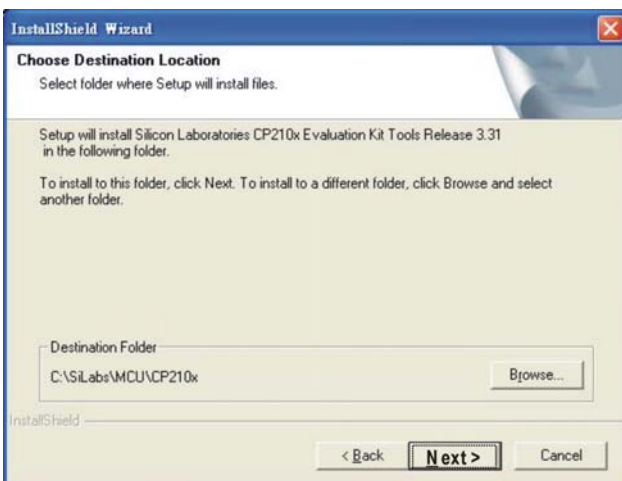 InstallShield Wizard
Choose Destination Location
Select folder where Setup will install files.
Setup will install Silicon Laboratories CP210x Evaluation Kit Tools Release 3.31
in the following folder.
To install to this folder, click Next. To install to a different folder, click Browse and select
another folder.
Destination Folder
C:\SiLabs\MCU\CP210x
Browse...
InstallShield
< Back
Next >
Cancel